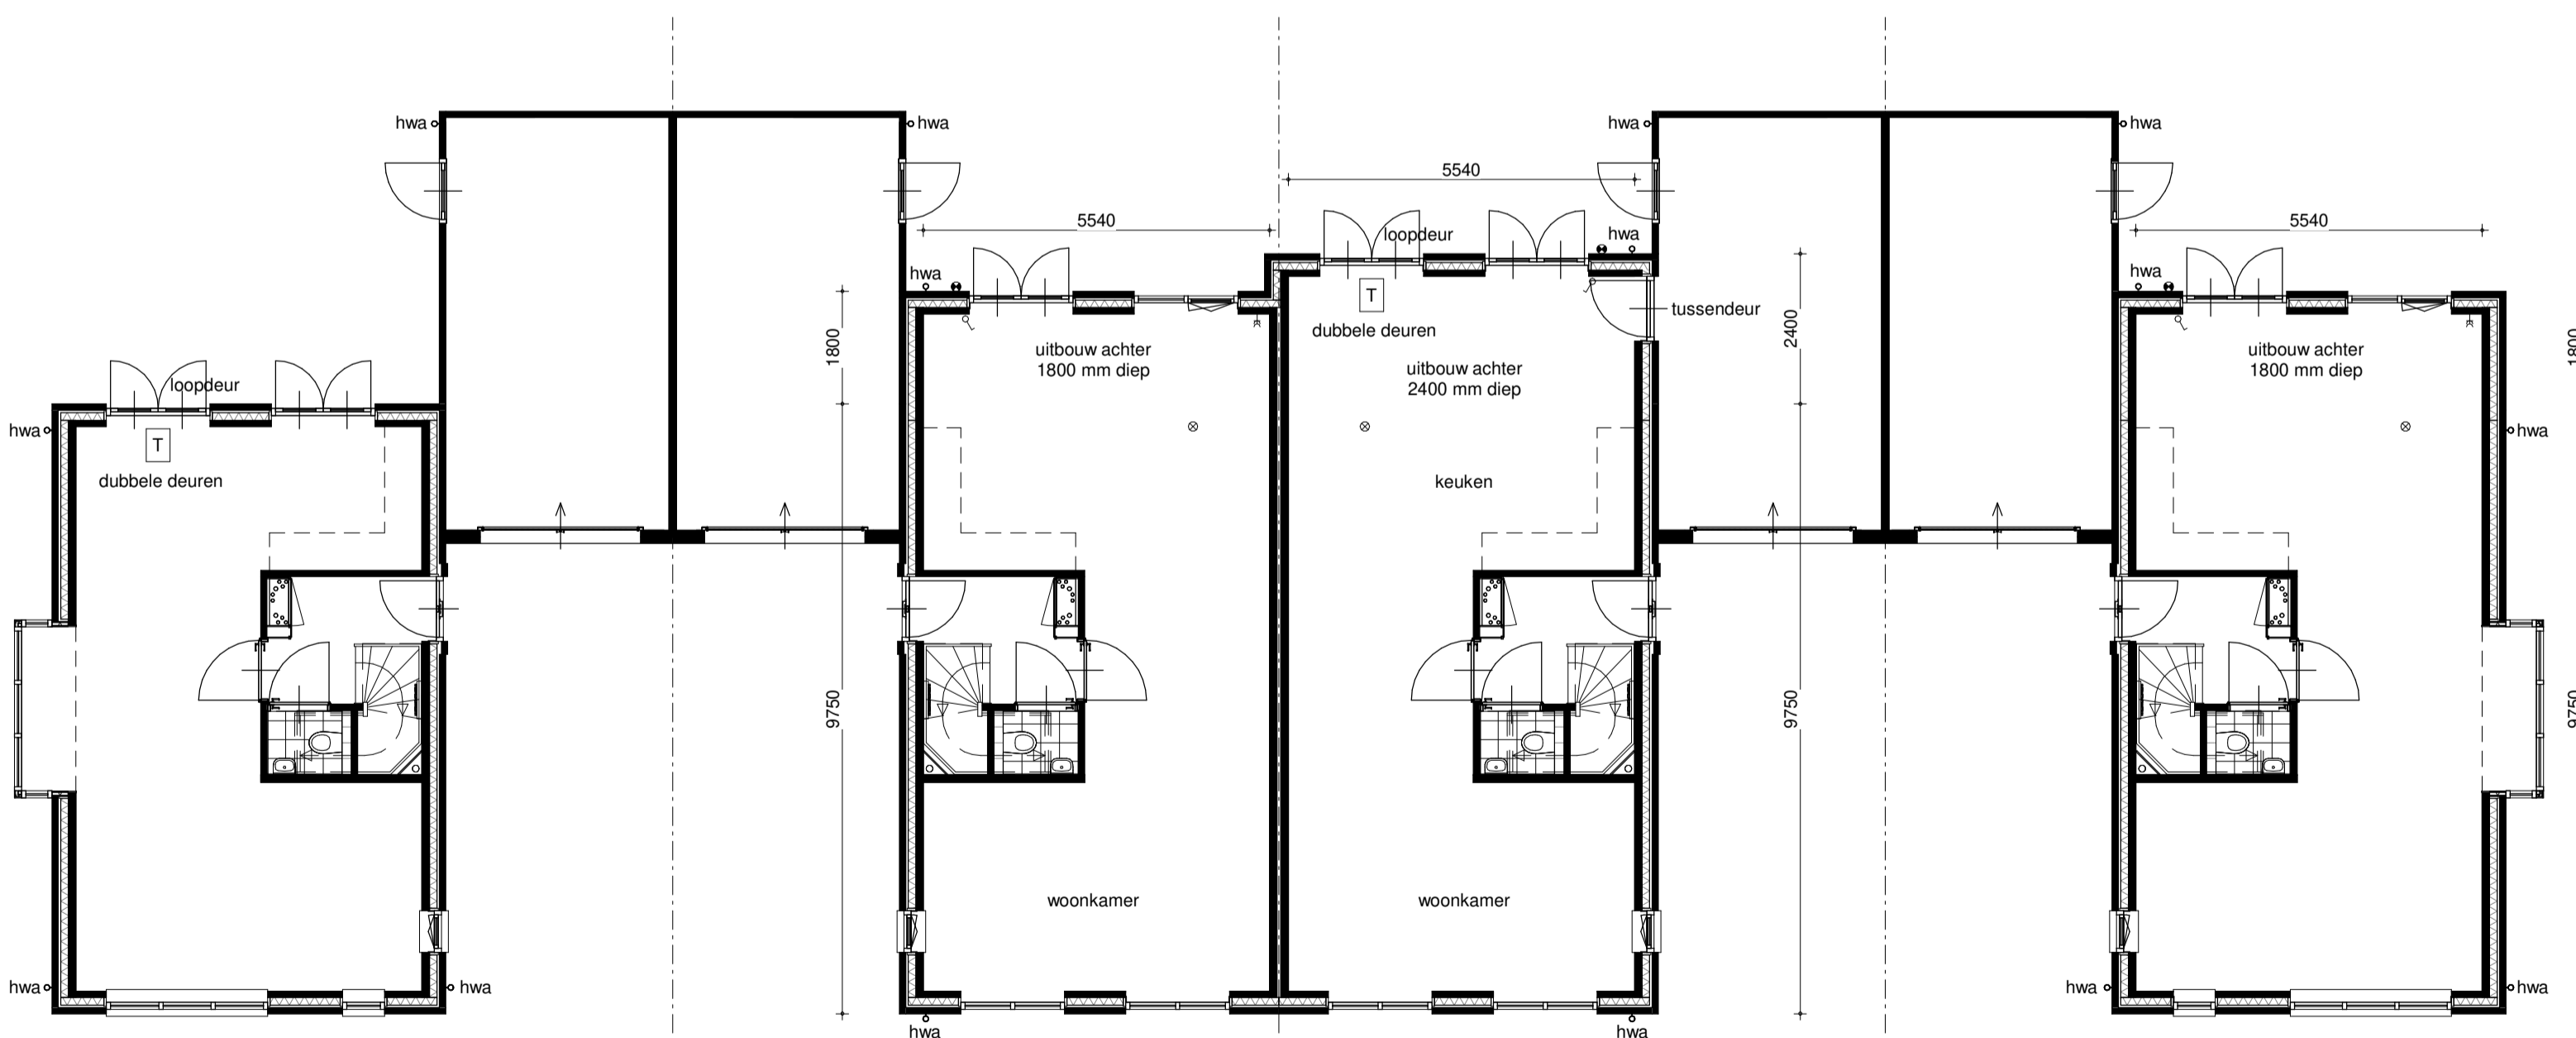 hwa
hwa
hwa
hwa
5540
5540
5540
loopdeur
hwa
hwa
hwa
T
tussendeur
dubbele deuren
1800
2400
1800
uitbouw achter
1800 mm diep
uitbouw achter
2400 mm diep
uitbouw achter
1800 mm diep
loopdeur
hwa
T
dubbele deuren
keuken
hwa
9750
9750
9750
woonkamer
woonkamer
hwa
hwa
hwa
hwa
hwa
hwa